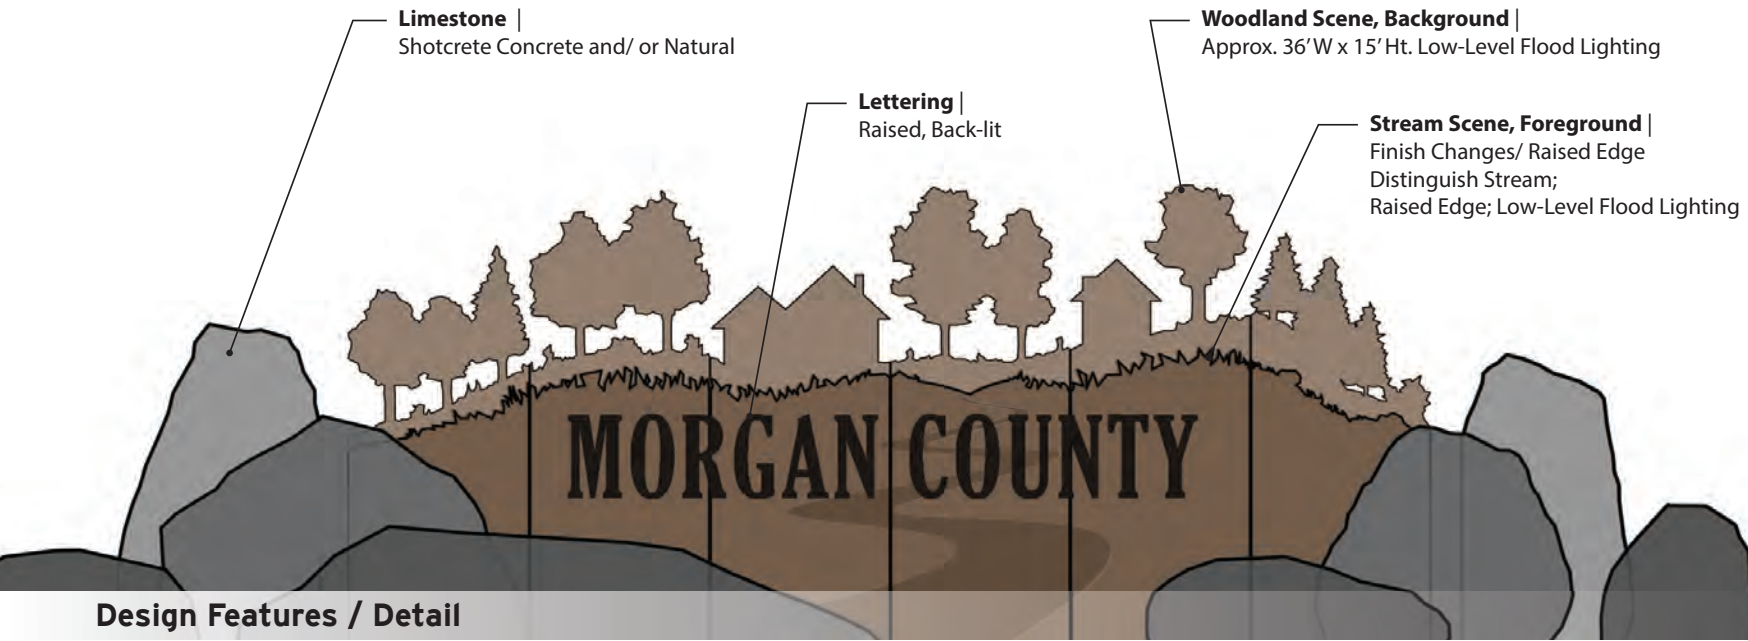 Limestone |
Shotcrete Concrete and/ or Natural
Woodland Scene, Background |
Approx. 36' W x 15' Ht. Low-Level Flood Lighting
Lettering |
Raised, Back-lit
Stream Scene, Foreground |
Finish Changes/ Raised Edge
Distinguish Stream;
Raised Edge; Low-Level Flood Lighting
MORGAN COUNTY
Design Features / Detail